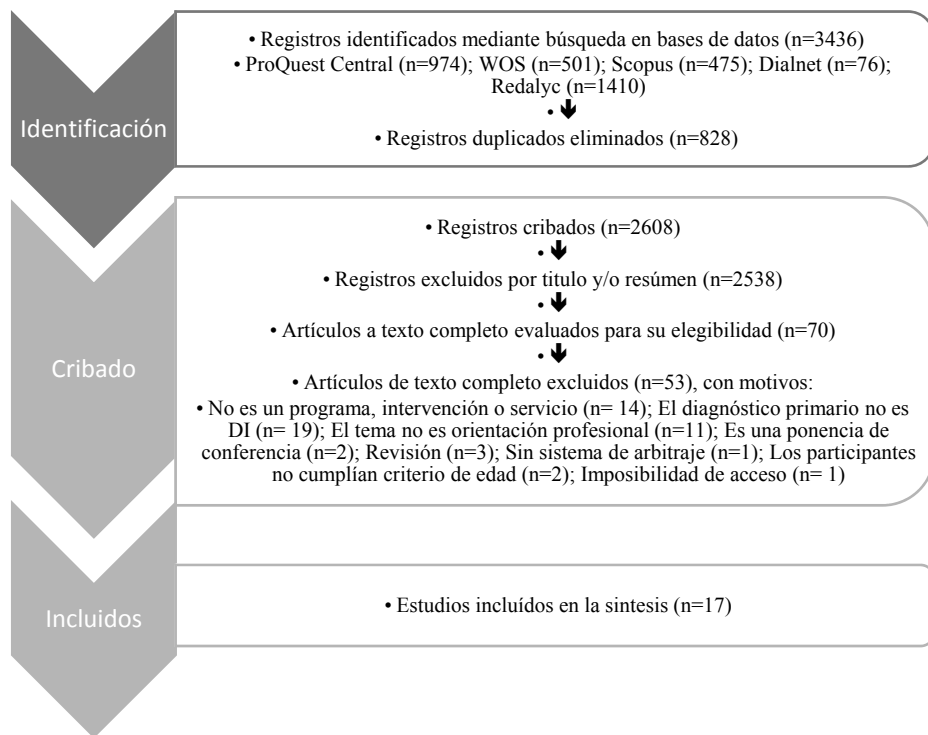 Identificación
• Registros identificados mediante búsqueda en bases de datos (n=3436)
• ProQuest Central (n=974); WOS (n=501); Scopus (n=475); Dialnet (n=76);
Redalyc (n=1410)
• 🡻
• Registros duplicados eliminados (n=828)
Cribado
• Registros cribados (n=2608)
• 🡻
• Registros excluidos por titulo y/o resúmen (n=2538)
• 🡻
• Artículos a texto completo evaluados para su elegibilidad (n=70)
• 🡻
• Artículos de texto completo excluidos (n=53), con motivos:
• No es un programa, intervención o servicio (n= 14); El diagnóstico primario no es
DI (n= 19); El tema no es orientación profesional (n=11); Es una ponencia de
conferencia (n=2); Revisión (n=3); Sin sistema de arbitraje (n=1); Los participantes
no cumplían criterio de edad (n=2); Imposibilidad de acceso (n= 1)
Incluidos
• Estudios incluídos en la sintesis (n=17)